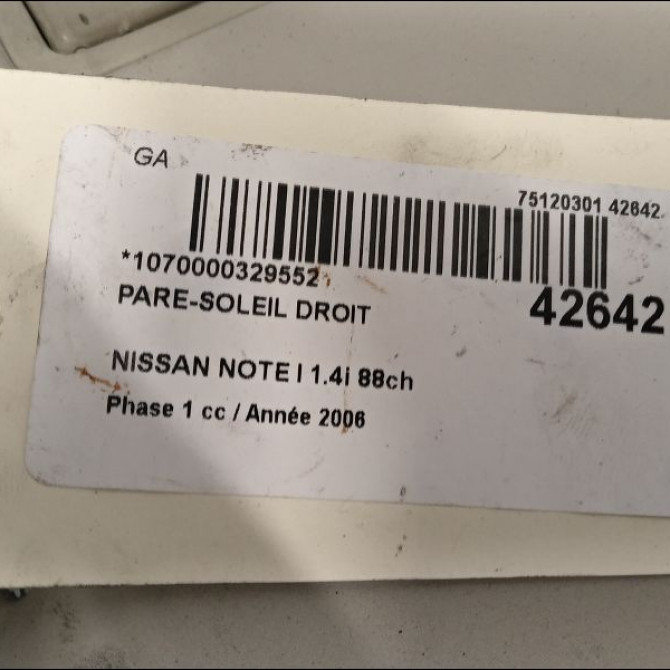 GA
75120301 42642
*1070000329552
42642
PARE-SOLEIL DROIT
NISSAN NOTE I 1.4i 88ch
Phase 1 cc / Année 2006